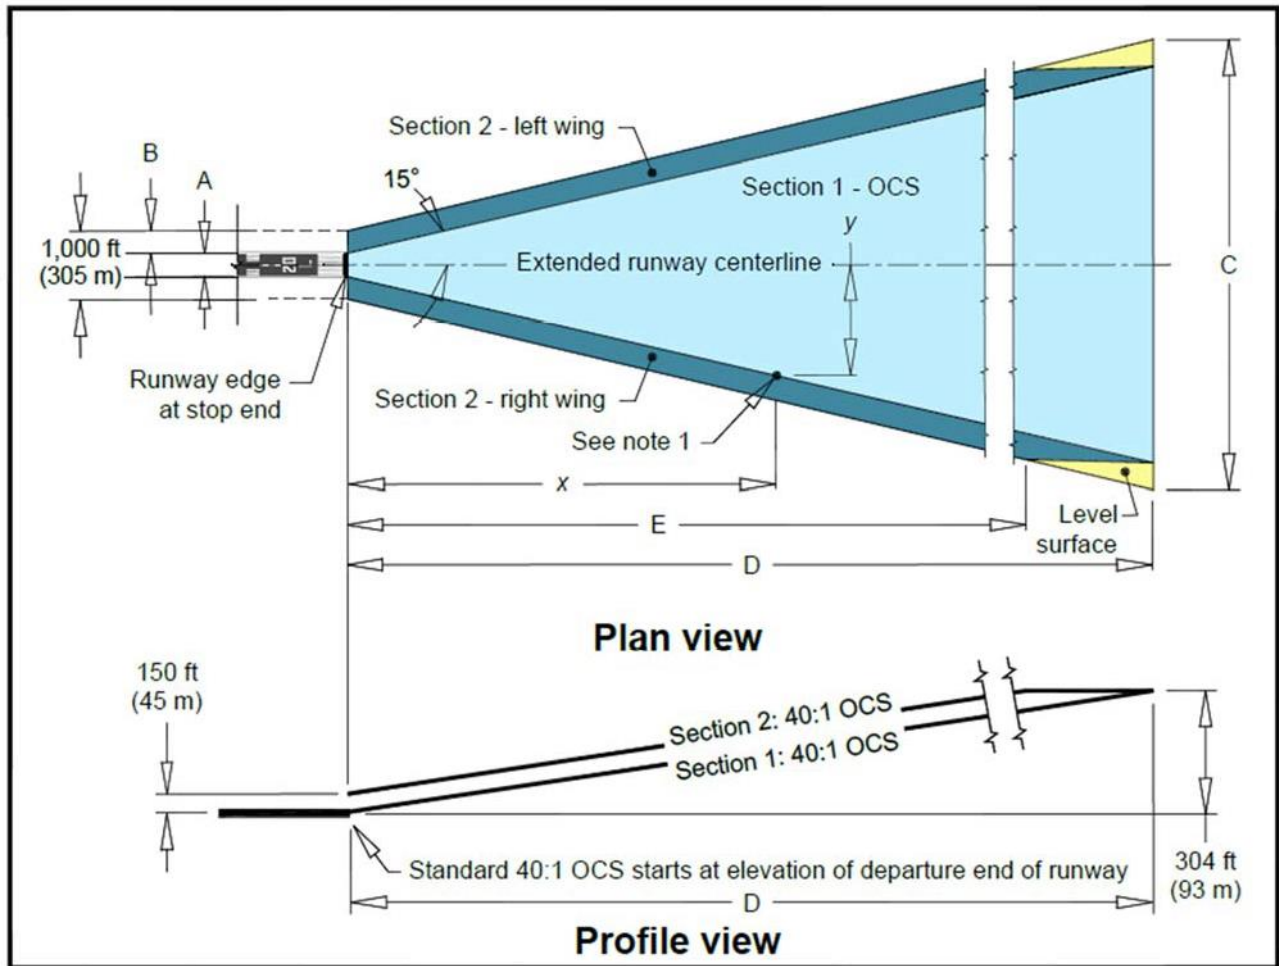 B
Section 2 - left wing
A
15°
Section 1 - OCS
y
1,000 ft
(305 m)
20
Extended runway centerline
C
Runway edge
at stop end
Section 2 - right wing
See note 1
x
E
Level
surface
D
Plan view
150 ft
(45 m)
Section 2: 40:1 OCS
Section 1: 40:1 OCS
Standard 40:1 OCS starts at elevation of departure end of runway
304 ft
(93 m)
D
Profile view